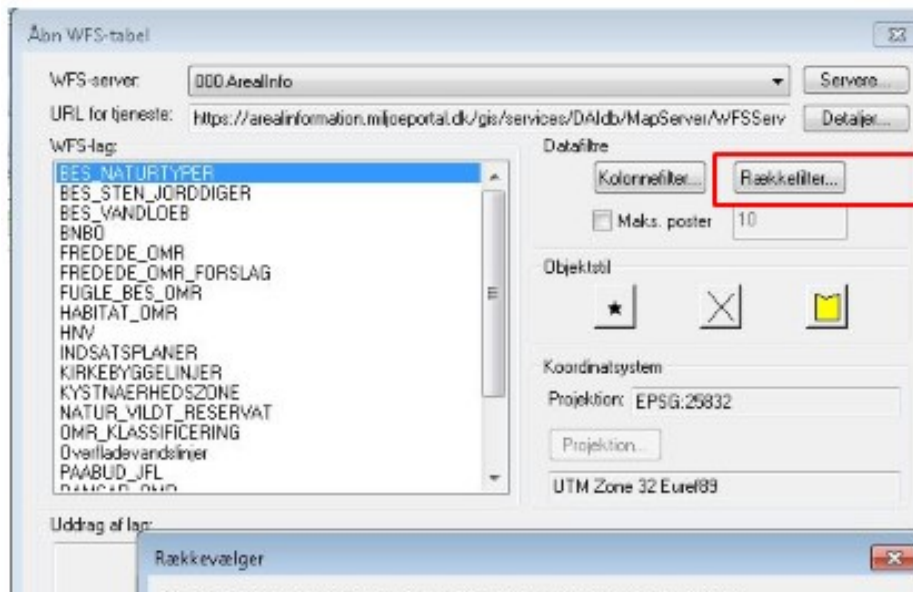 Åbn WFS-tabel
WFS-server:
000 ArealInfo
Servere...
URL for tjeneste:
https://arealinformation.miljoeportal.dk/gis/services/DAIdb/MapServer/WFSServ
Detaljer...
WFS-lag:
BES_NATURTYPER
BES_STEN_JORDDIGER
BES_VANDLOEB
BNBO
FREDEDE_OMR
FREDEDE_OMR_FORSLAG
FUGLE_BES_OMR
HABITAT_OMR
HNV
INDSATSPLANER
KIRKEBYGGELINJER
KYSTNAERHEDSZONE
NATUR_VILDT_RESERVAT
OMR_KLASSIFICERING
Overfladevandslinjer
PAABUD_JFL
Datafiltre
Kolonnefilter...
Rækkefilter...
Maks. poster
10
Objektstil
Koordinatsystem
Projektion:
EPSG:25832
Projektion...
UTM Zone 32 Euref89
Uddrag af lag:
Rækkevælger